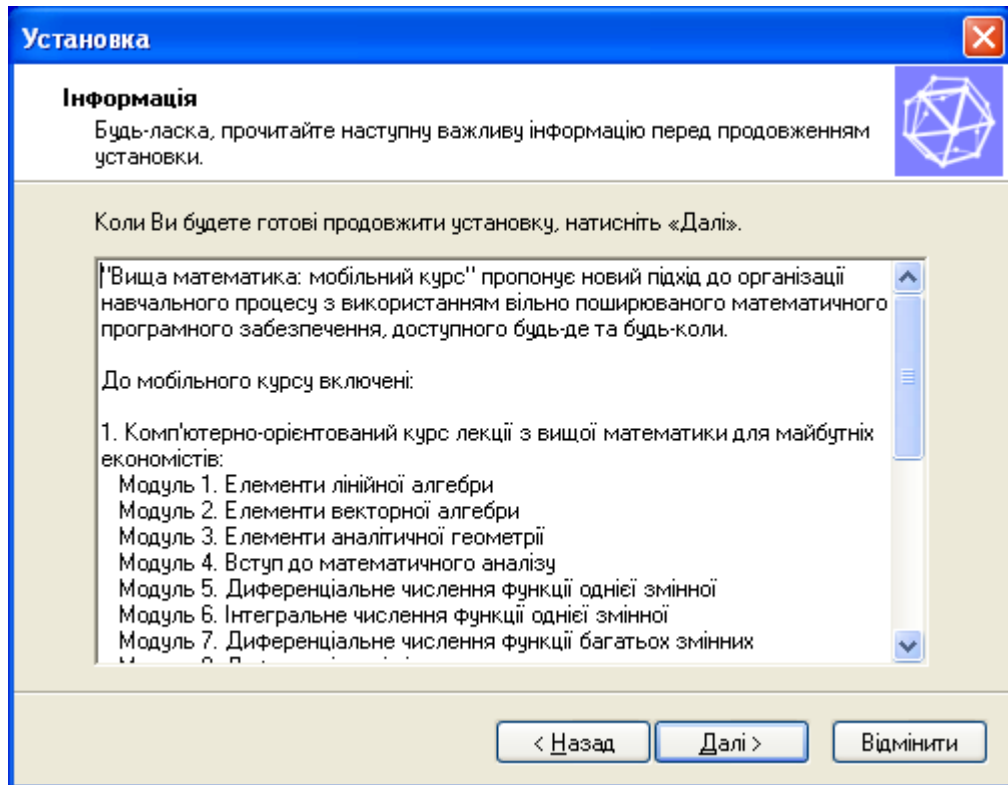 Установка
Інформація
Будь-ласка, прочитайте наступну важливу інформацію перед продовженням
установки.
Коли Ви будете готові продовжити установку, натисніть «Далі».
"Вища математика: мобільний курс" пропонує новий підхід до організації
навчального процесу з використанням вільно поширюваного математичного
програмного забезпечення, доступного будь-де та будь-коли.
До мобільного курсу включені:
1. Комп'ютерно-орієнтований курс лекції з вищої математики для майбутніх
економістів:
Модуль 1. Елементи лінійної алгебри
Модуль 2. Елементи векторної алгебри
Модуль 3. Елементи аналітичної геометрії
Модуль 4. Вступ до математичного аналізу
Модуль 5. Диференціальне числення функції однієї змінної
Модуль 6. Інтегральне числення функції однієї змінної
Модуль 7. Диференціальне числення функції багатьох змінних
< Назад
Далі >
Відмінити